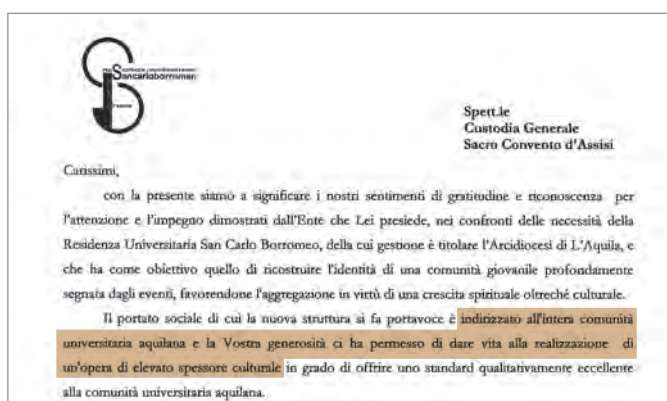 Sancarloborromeo
Spett.le
Custodia Generale
Sacro Convento d'Assisi
Carissimi,
con la presente siamo a significare i nostri sentimenti di gratitudine e riconoscenza per
l'attenzione e l'impegno dimostrati dall'Ente che Lei presiede, nei confronti delle necessità della
Residenza Universitaria San Carlo Borromeo, della cui gestione è titolare l'Arcidiocesi di L'Aquila, e
che ha come obiettivo quello di ricostruire l'identità di una comunità giovanile profondamente
segnata dagli eventi, favorendone l'aggregazione in virtù di una crescita spirituale oltreché culturale.
Il portato sociale di cui la nuova struttura si fa portavoce è indirizzato all'intera comunità
universitaria aquilana e la Vostra generosità ci ha permesso di dare vita alla realizzazione di
un'opera di elevato spessore culturale in grado di offrire uno standard qualitativamente eccellente
alla comunità universitaria aquilana.